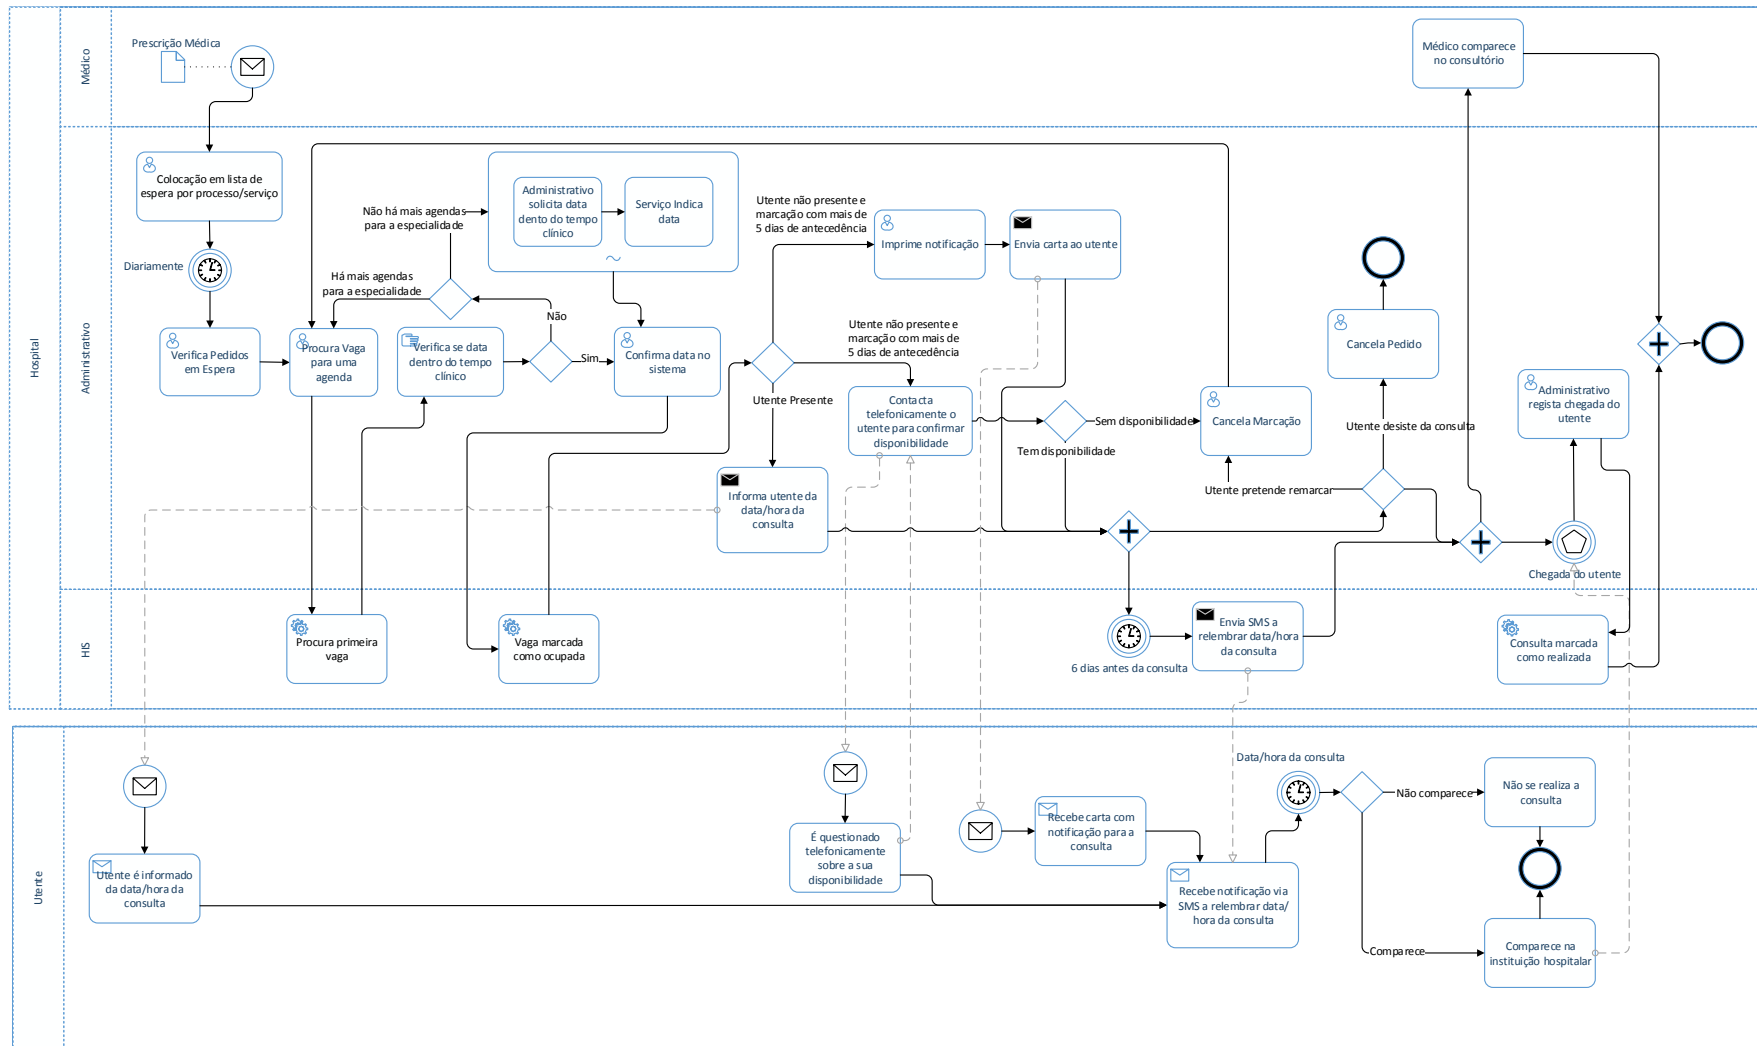 Hospital
Médico
Prescrição Médica
Médico comparece
no consultório
Administrativo
Colocação em lista de
espera por processo/serviço
Diariamente
Verifica Pedidos
em Espera
Procura Vaga
para uma
agenda
Há mais agendas
para a especialidade
Não há mais agendas
para a especialidade
Verifica se data
dentro do tempo
clínico
Não
Sim
Administrativo
solicita data
dento do tempo
clínico
Serviço Indica
data
Confirma data no
sistema
Utente não presente e
marcação com mais de
5 dias de antecedência
Imprime notificação
Envia carta ao utente
Utente não presente e
marcação com mais de
5 dias de antecedência
Utente Presente
Contacta
telefonicamente o
utente para confirmar
disponibilidade
Informa utente da
data/hora da
consulta
Sem disponibilidade
Tem disponibilidade
Cancela Marcação
Cancela Pedido
Utente desiste da consulta
Utente pretende remarcar
Administrativo
regista chegada do
utente
Chegada do utente
HIS
Procura primeira
vaga
Vaga marcada
como ocupada
6 dias antes da consulta
Envia SMS a
relembrar data/hora
da consulta
Consulta marcada
como realizada
Utente
Utente é informado
da data/hora da
consulta
É questionado
telefonicamente
sobre a sua
disponibilidade
Recebe carta com
notificação para a
consulta
Recebe notificação via
SMS a relembrar data/
hora da consulta
Data/hora da consulta
Não comparece
Não se realiza a
consulta
Comparece
Comparece na
instituição hospitalar